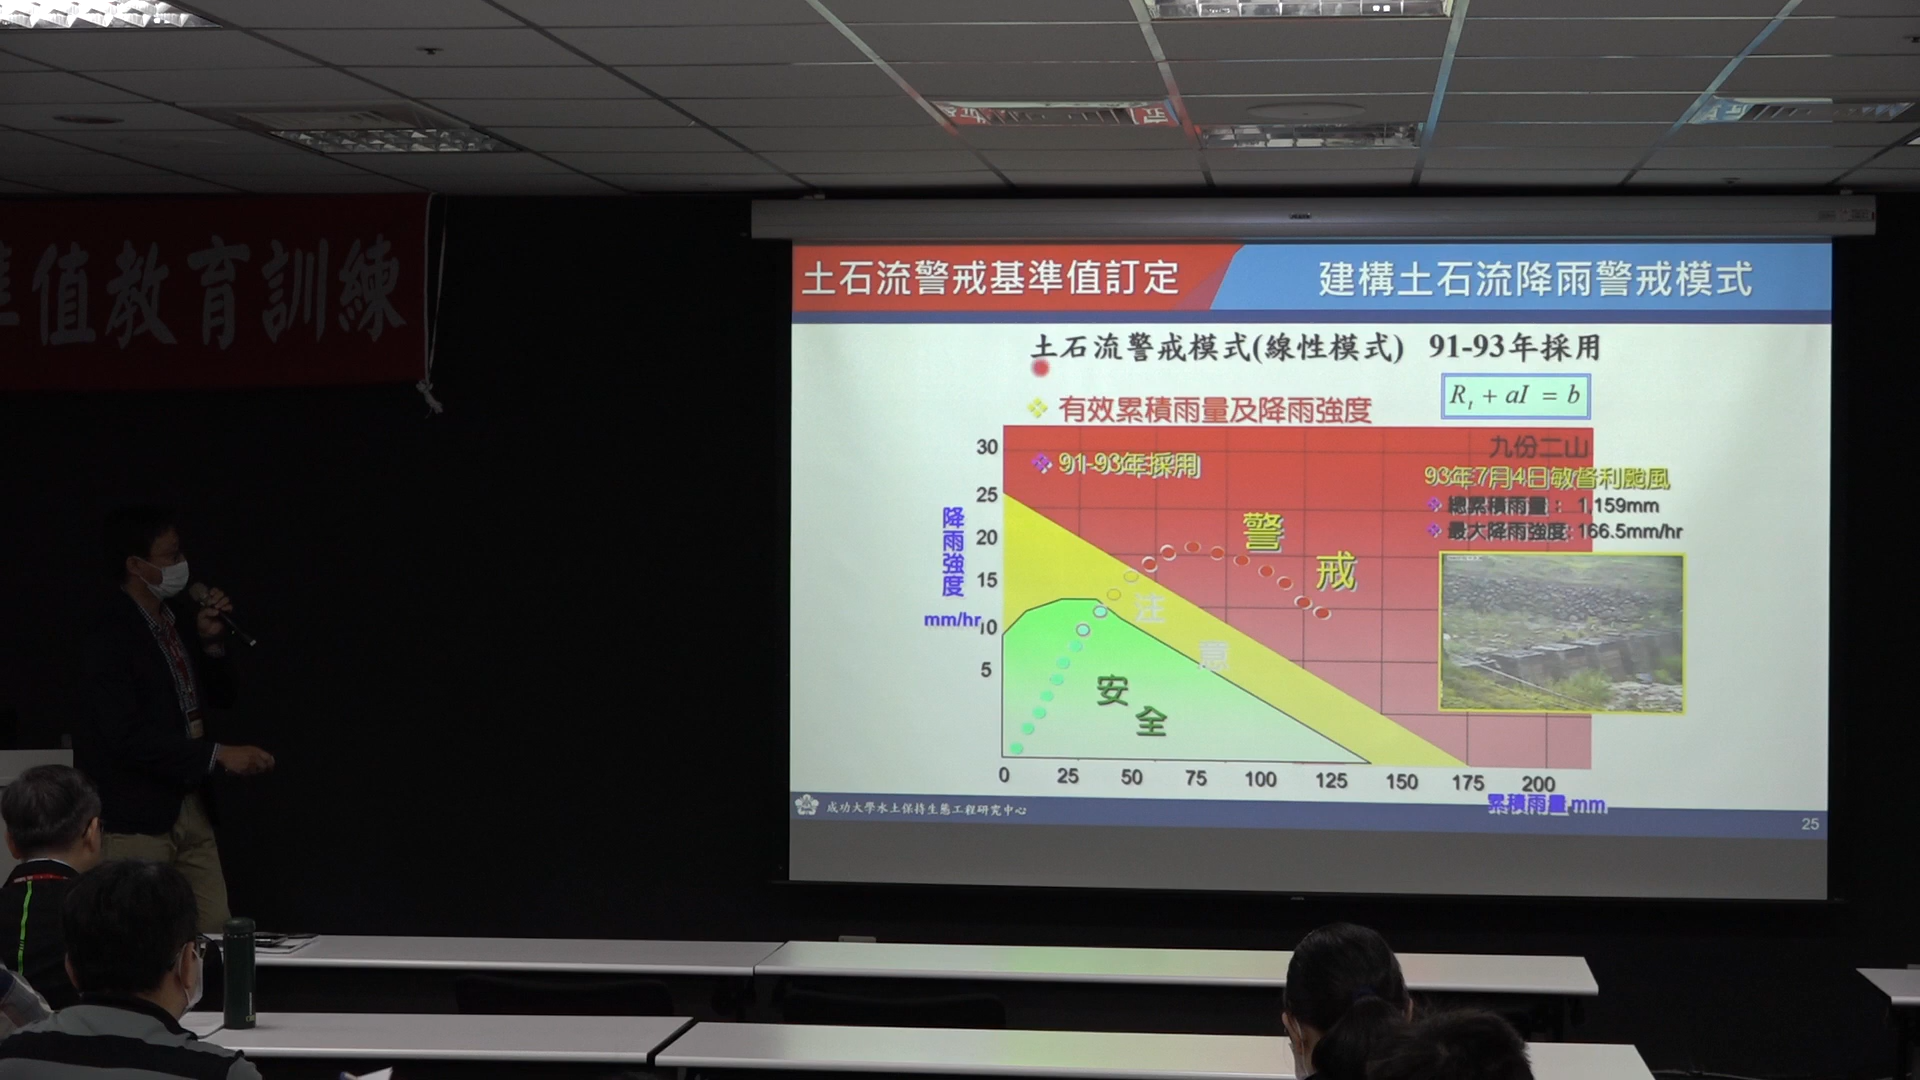 值教育訓練
土石流警戒基準值訂定
建構土石流降雨警戒模式
土石流警戒模式(線性模式) 91-93年採用
Rt + aI = b
有效累積雨量及降雨強度
91-93年採用
九份二山
93年7月4日敏督利颱風
總累積雨量： 1,159mm
最大降雨強度: 166.5mm/hr
警戒
注意
安全
降雨強度
mm/hr
30
25
20
15
10
5
0 25 50 75 100 125 150 175 200
累積雨量 mm
成功大學水土保持生態工程研究中心
25